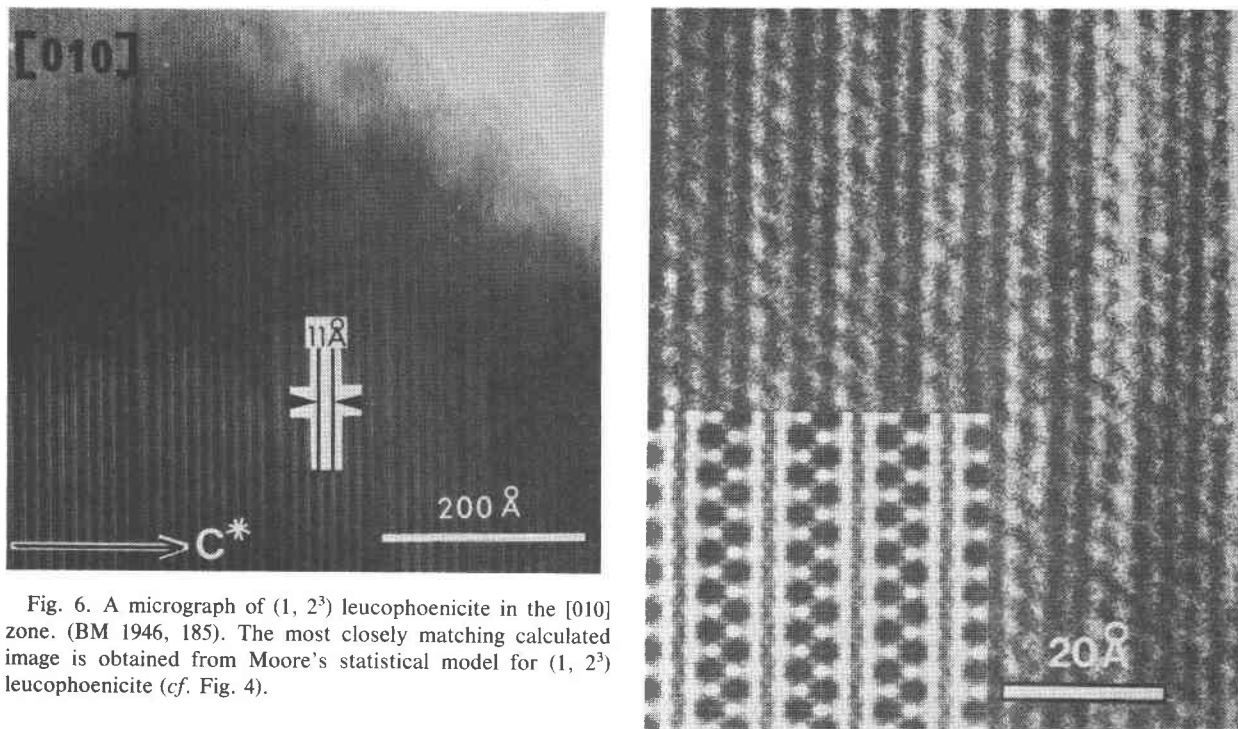 [010]
11Å
200 Å
C*
Fig. 6. A micrograph of (1, 2³) leucophoenicite in the [010]
zone. (BM 1946, 185). The most closely matching calculated
image is obtained from Moore's statistical model for (1, 2³)
leucophoenicite (cf. Fig. 4).
20Å